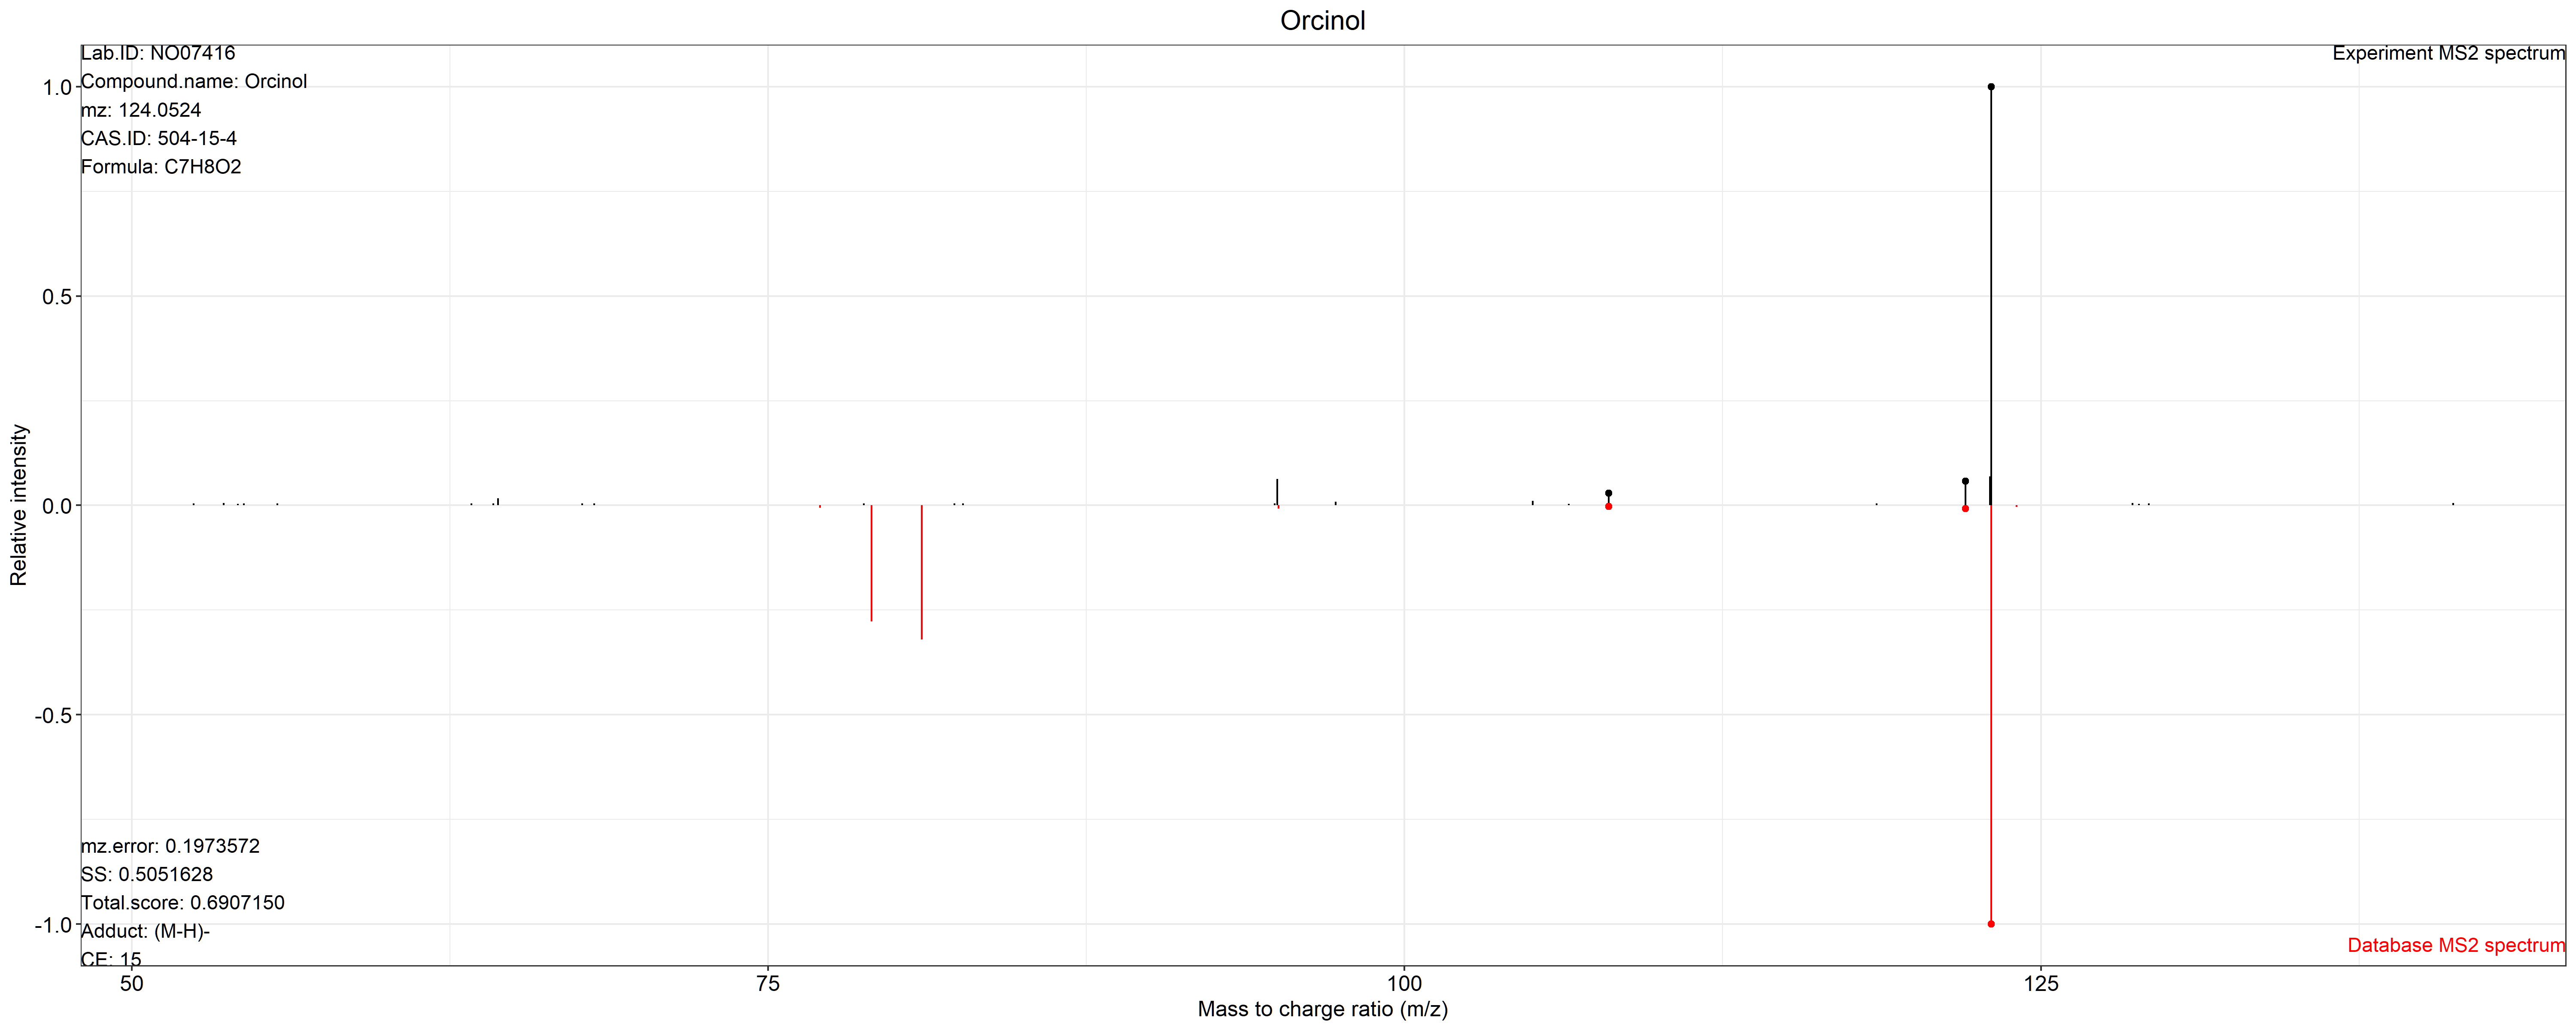 Orcinol
Lab.ID: NO07416
Compound.name: Orcinol
mz: 124.0524
CAS.ID: 504-15-4
Formula: C7H8O2
Experiment MS2 spectrum
1.0
0.5
0.0
-0.5
-1.0
Relative intensity
mz.error: 0.1973572
SS: 0.5051628
Total.score: 0.6907150
Adduct: (M-H)-
CE: 15
Database MS2 spectrum
50
75
100
125
Mass to charge ratio (m/z)